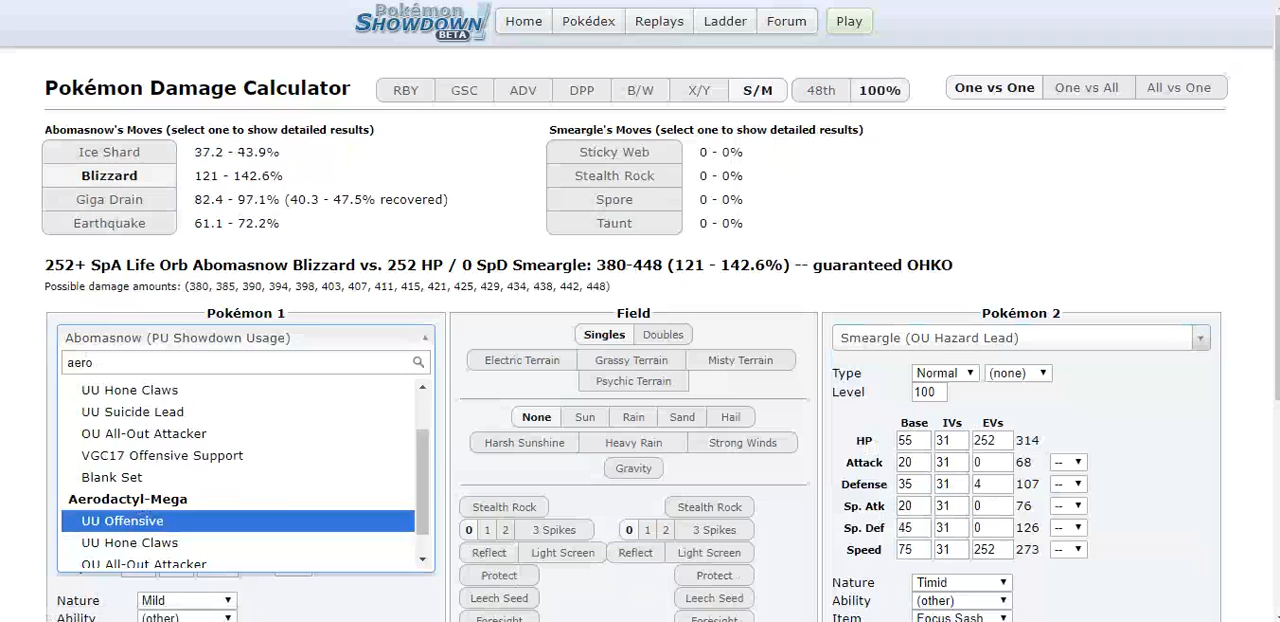 Pokémon
SHOWDOWN!
BETA
Home Pokédex Replays Ladder Forum Play
Pokémon Damage Calculator RBY GSC ADV DPP B/W X/Y S/M 48th 100% One vs One One vs All All vs One
Abomasnow's Moves (select one to show detailed results) Smeargle's Moves (select one to show detailed results)
Ice Shard 37.2 - 43.9% Sticky Web 0 - 0%
Blizzard 121 - 142.6% Stealth Rock 0 - 0%
Giga Drain 82.4 - 97.1% (40.3 - 47.5% recovered) Spore 0 - 0%
Earthquake 61.1 - 72.2% Taunt 0 - 0%
252+ SpA Life Orb Abomasnow Blizzard vs. 252 HP / 0 SpD Smeargle: 380-448 (121 - 142.6%) -- guaranteed OHKO
Possible damage amounts: (380, 385, 390, 394, 398, 403, 407, 411, 415, 421, 425, 429, 434, 438, 442, 448)
Pokémon 1
Abomasnow (PU Showdown Usage)
aero
UU Hone Claws
UU Suicide Lead
OU All-Out Attacker
VGC17 Offensive Support
Blank Set
Aerodactyl-Mega
UU Offensive
UU Hone Claws
OU All-Out Attacker
Nature Mild
Ability (other)
Field
Singles Doubles
Electric Terrain Grassy Terrain Misty Terrain
Psychic Terrain
None Sun Rain Sand Hail
Harsh Sunshine Heavy Rain Strong Winds
Gravity
Stealth Rock Stealth Rock
0 1 2 3 Spikes 0 1 2 3 Spikes
Reflect Light Screen Reflect Light Screen
Protect Protect
Leech Seed Leech Seed
Foresight Foresight
Pokémon 2
Smeargle (OU Hazard Lead)
Type Normal (none)
Level 100
Base IVs EVs
HP 55 31 252 314
Attack 20 31 0 68 --
Defense 35 31 4 107 --
Sp. Atk 20 31 0 76 --
Sp. Def 45 31 0 126 --
Speed 75 31 252 273 --
Nature Timid
Ability (other)
Item Focus Sash